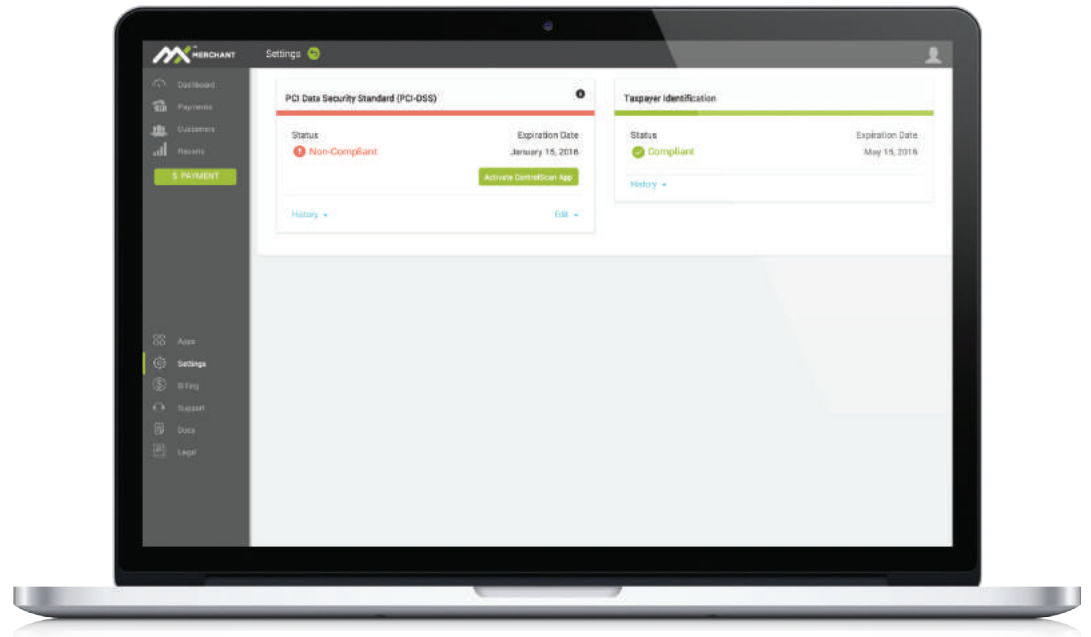 MX™ MERCHANT
Settings
Dashboard
Payments
Customers
Reports
$ PAYMENT
Apps
Settings
Billing
Support
Docs
Legal
PCI Data Security Standard (PCI-DSS)
Status
Expiration Date
Non-Compliant
January 15, 2016
Activate ControlScan App
History
Edit
Taxpayer Identification
Status
Expiration Date
Compliant
May 15, 2016
History